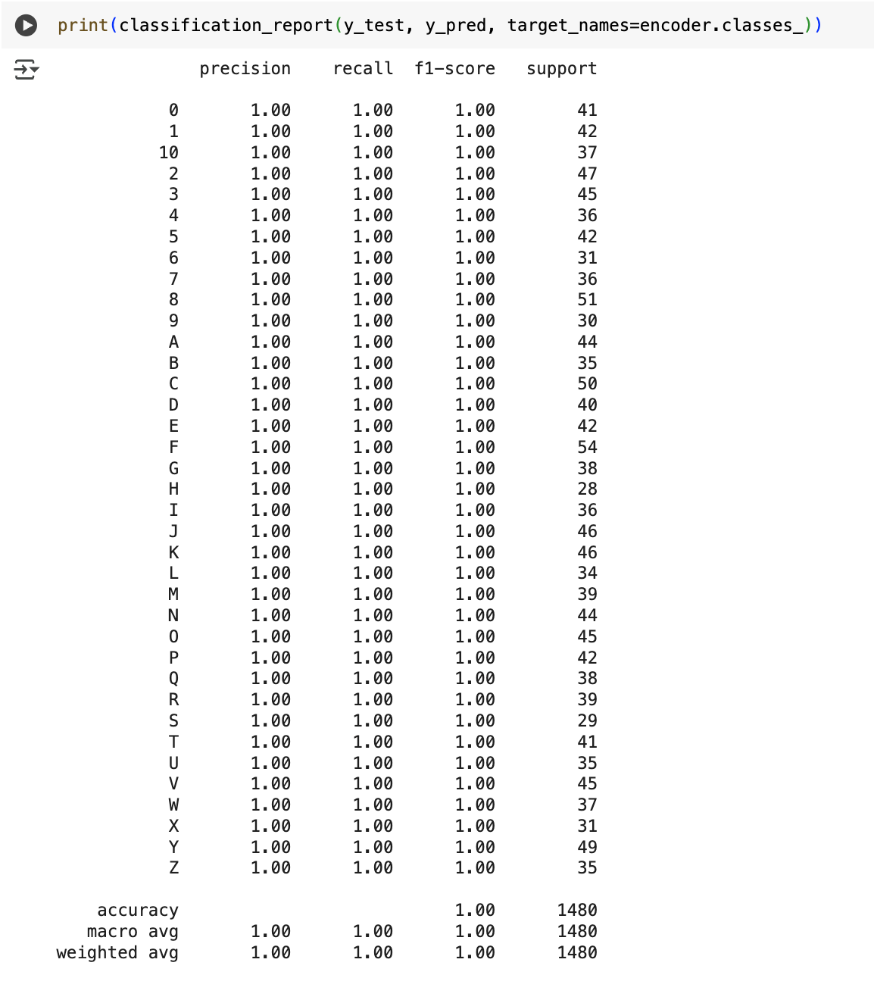 print(classification_report(y_test, y_pred, target_names=encoder.classes_))
precision recall f1-score support
0 1.00 1.00 1.00 41
1 1.00 1.00 1.00 42
10 1.00 1.00 1.00 37
2 1.00 1.00 1.00 47
3 1.00 1.00 1.00 45
4 1.00 1.00 1.00 36
5 1.00 1.00 1.00 42
6 1.00 1.00 1.00 31
7 1.00 1.00 1.00 36
8 1.00 1.00 1.00 51
9 1.00 1.00 1.00 30
A 1.00 1.00 1.00 44
B 1.00 1.00 1.00 35
C 1.00 1.00 1.00 50
D 1.00 1.00 1.00 40
E 1.00 1.00 1.00 42
F 1.00 1.00 1.00 54
G 1.00 1.00 1.00 38
H 1.00 1.00 1.00 28
I 1.00 1.00 1.00 36
J 1.00 1.00 1.00 46
K 1.00 1.00 1.00 46
L 1.00 1.00 1.00 34
M 1.00 1.00 1.00 39
N 1.00 1.00 1.00 44
O 1.00 1.00 1.00 45
P 1.00 1.00 1.00 42
Q 1.00 1.00 1.00 38
R 1.00 1.00 1.00 39
S 1.00 1.00 1.00 29
T 1.00 1.00 1.00 41
U 1.00 1.00 1.00 35
V 1.00 1.00 1.00 45
W 1.00 1.00 1.00 37
X 1.00 1.00 1.00 31
Y 1.00 1.00 1.00 49
Z 1.00 1.00 1.00 35
accuracy 1.00 1480
macro avg 1.00 1.00 1.00 1480
weighted avg 1.00 1.00 1.00 1480